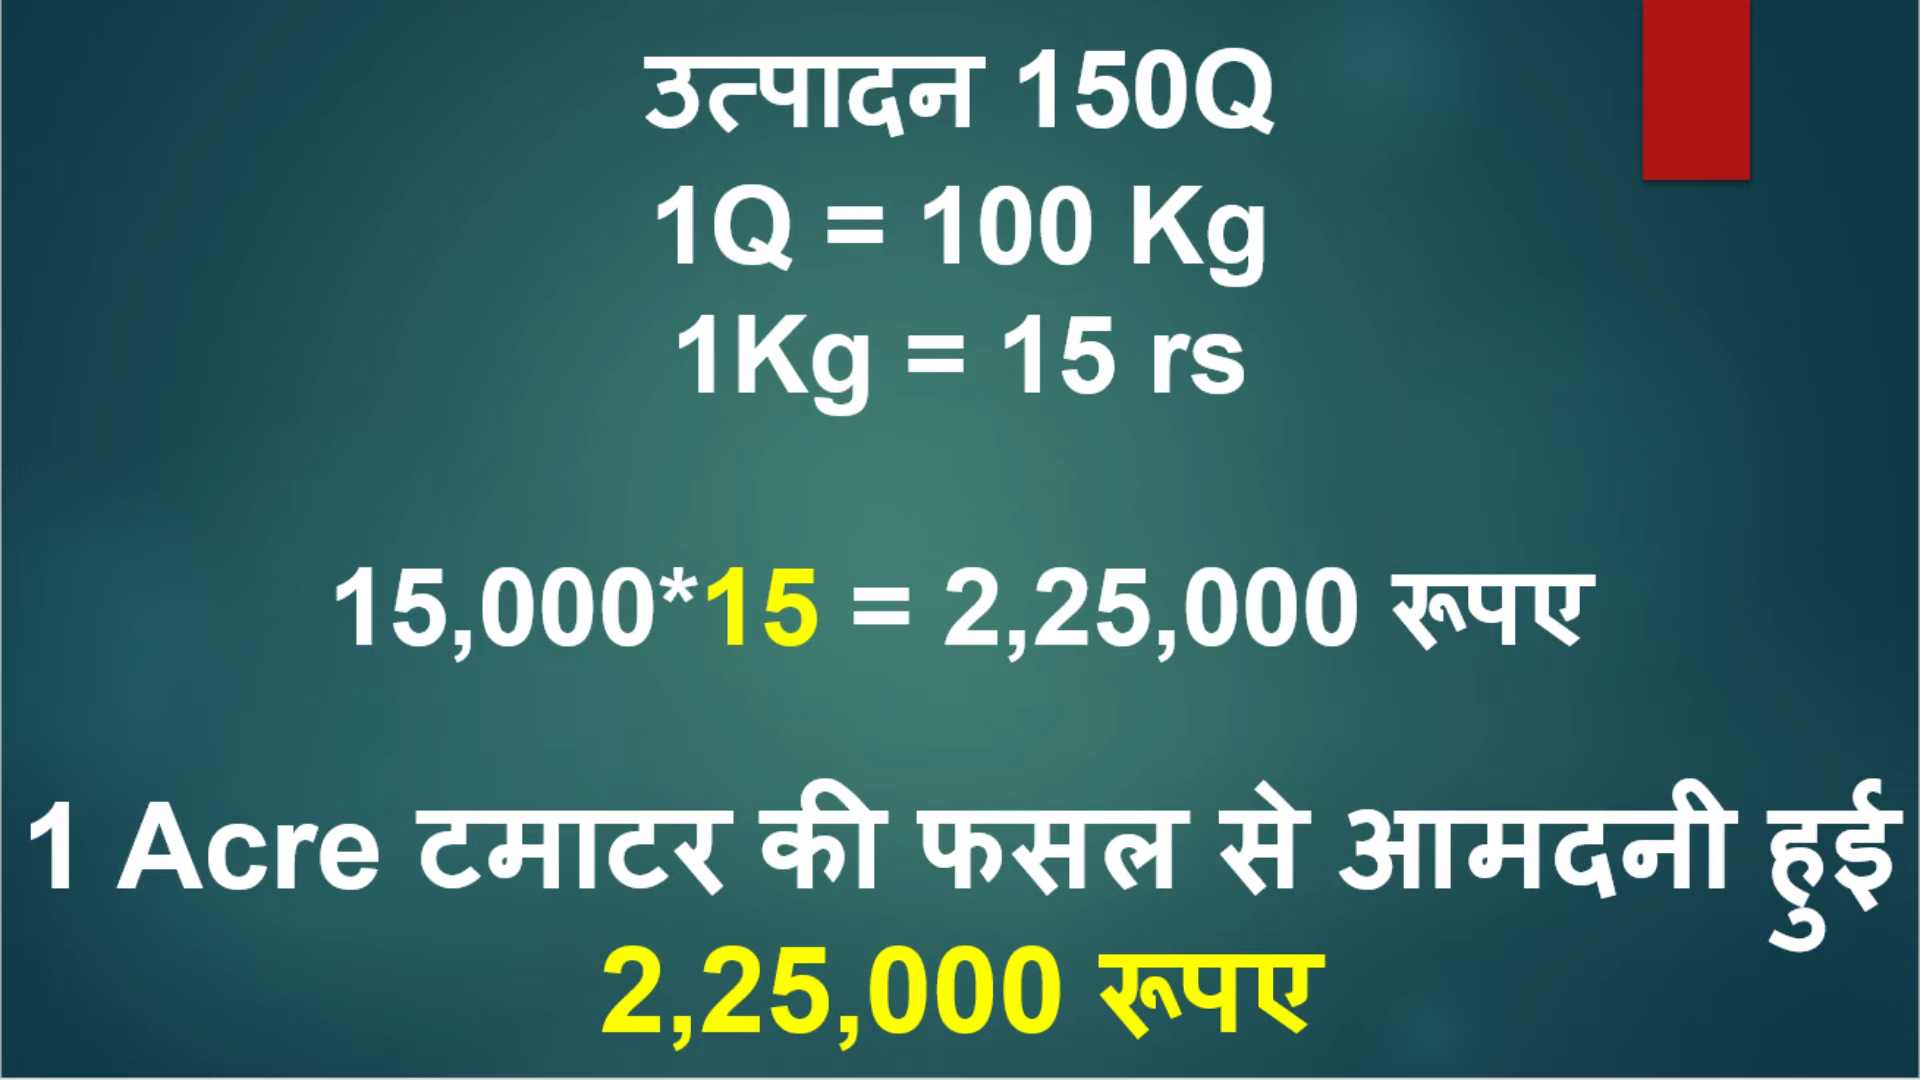 उत्पादन 150Q
1Q = 100 Kg
1Kg = 15 rs
15,000*15 = 2,25,000 रूपए
1 Acre टमाटर की फसल से आमदनी हुई
2,25,000 रूपए